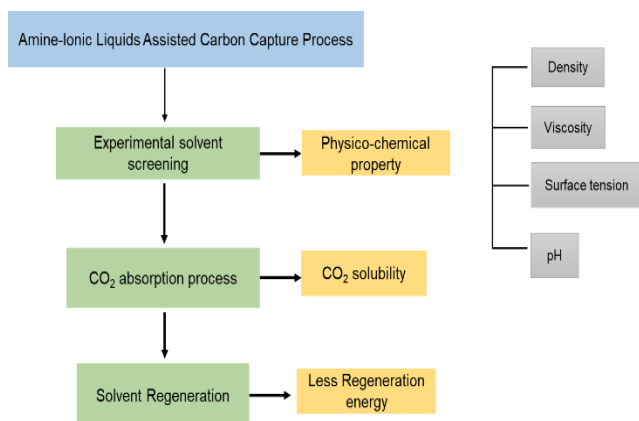 Amine-Ionic Liquids Assisted Carbon Capture Process
Experimental solvent
screening
Physico-chemical
property
CO₂ absorption process
CO₂ solubility
Solvent Regeneration
Less Regeneration
energy
Density
Viscosity
Surface tension
pH